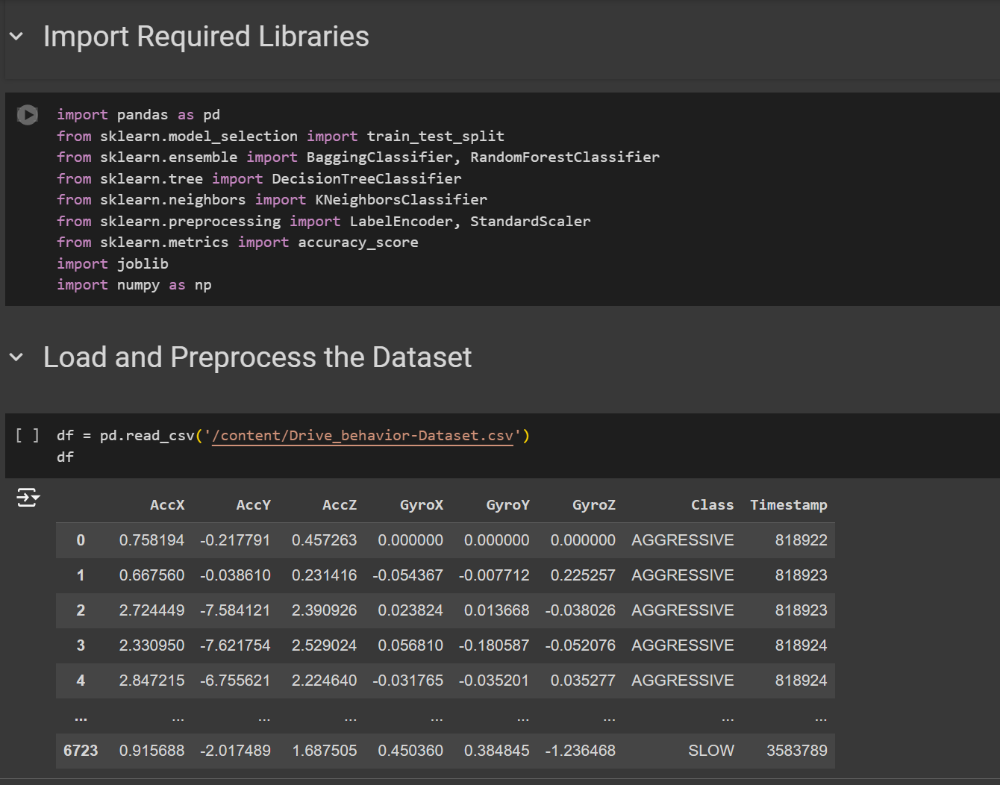 Import Required Libraries
import pandas as pd
from sklearn.model_selection import train_test_split
from sklearn.ensemble import BaggingClassifier, RandomForestClassifier
from sklearn.tree import DecisionTreeClassifier
from sklearn.neighbors import KNeighborsClassifier
from sklearn.preprocessing import LabelEncoder, StandardScaler
from sklearn.metrics import accuracy_score
import joblib
import numpy as np
Load and Preprocess the Dataset
[ ] df = pd.read_csv('/content/Drive_behavior-Dataset.csv')
df
AccX AccY AccZ GyroX GyroY GyroZ Class Timestamp
0 0.758194 -0.217791 0.457263 0.000000 0.000000 0.000000 AGGRESSIVE 818922
1 0.667560 -0.038610 0.231416 -0.054367 -0.007712 0.225257 AGGRESSIVE 818923
2 2.724449 -7.584121 2.390926 0.023824 0.013668 -0.038026 AGGRESSIVE 818923
3 2.330950 -7.621754 2.529024 0.056810 -0.180587 -0.052076 AGGRESSIVE 818924
4 2.847215 -6.755621 2.224640 -0.031765 -0.035201 0.035277 AGGRESSIVE 818924
... ... ... ... ... ... ... ... ...
6723 0.915688 -2.017489 1.687505 0.450360 0.384845 -1.236468 SLOW 3583789